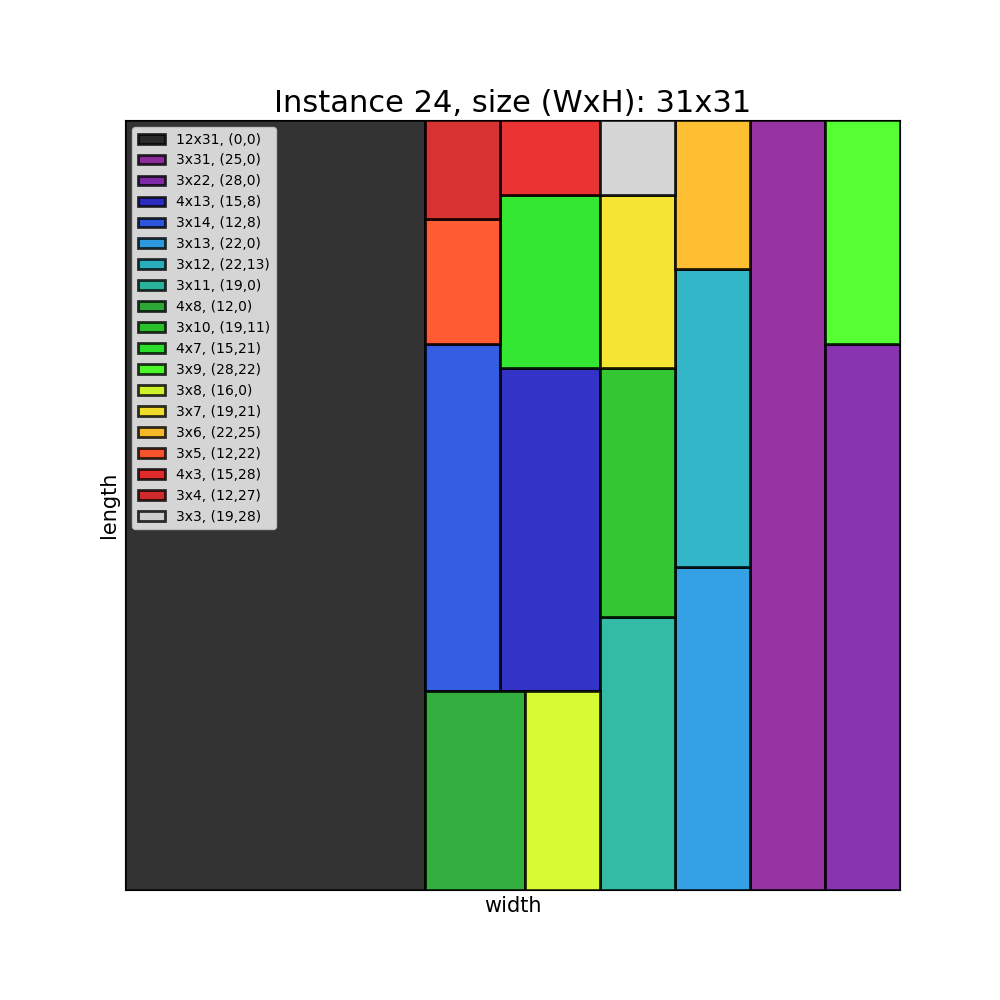 Instance 24, size (WxH): 31x31
12x31, (0,0)
3x31, (25,0)
3x22, (28,0)
4x13, (15,8)
3x14, (12,8)
3x13, (22,0)
3x12, (22,13)
3x11, (19,0)
4x8, (12,0)
3x10, (19,11)
4x7, (15,21)
3x9, (28,22)
3x8, (16,0)
3x7, (19,21)
3x6, (22,25)
3x5, (12,22)
4x3, (15,28)
3x4, (12,27)
3x3, (19,28)
length
width